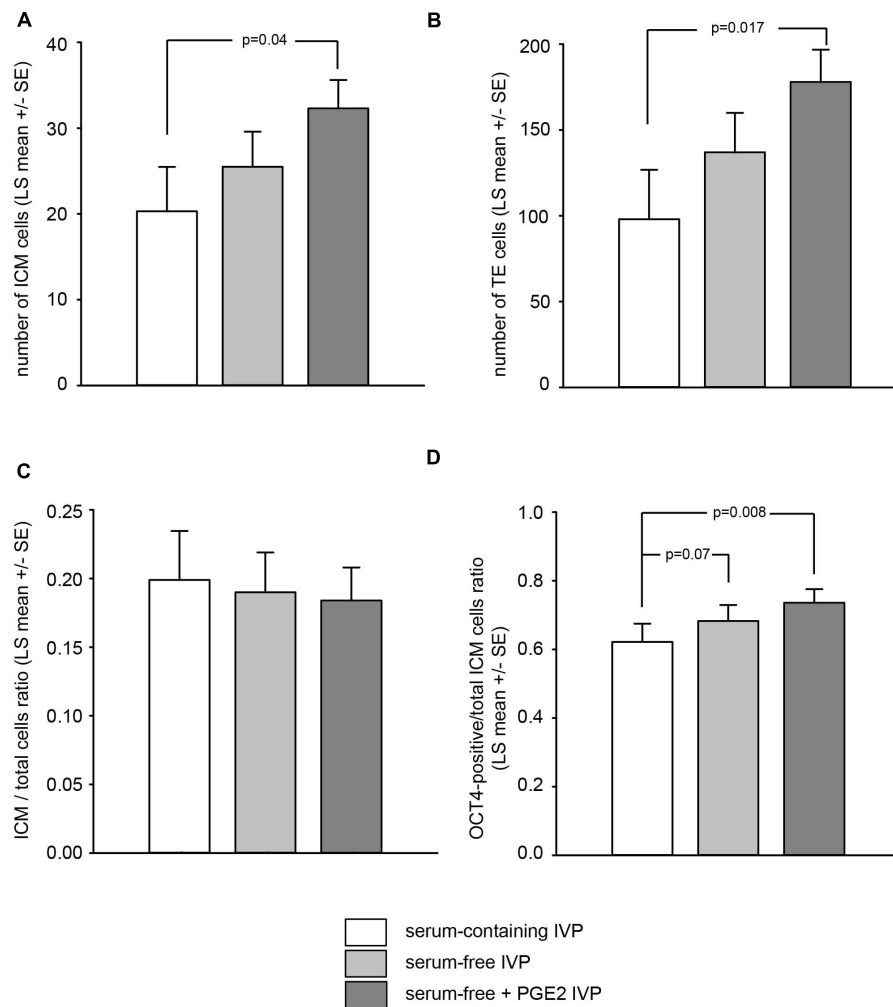 A
number of ICM cells (LS mean +/- SE)
40
30
20
10
0
p=0.04
B
number of TE cells (LS mean +/- SE)
200
150
100
50
0
p=0.017
C
ICM / total cells ratio (LS mean +/- SE)
0.25
0.20
0.15
0.10
0.05
0.00
D
OCT4-positive/total ICM cells ratio
(LS mean +/- SE)
1.0
0.8
0.6
0.4
0.2
0.0
p=0.008
p=0.07
serum-containing IVP
serum-free IVP
serum-free + PGE2 IVP